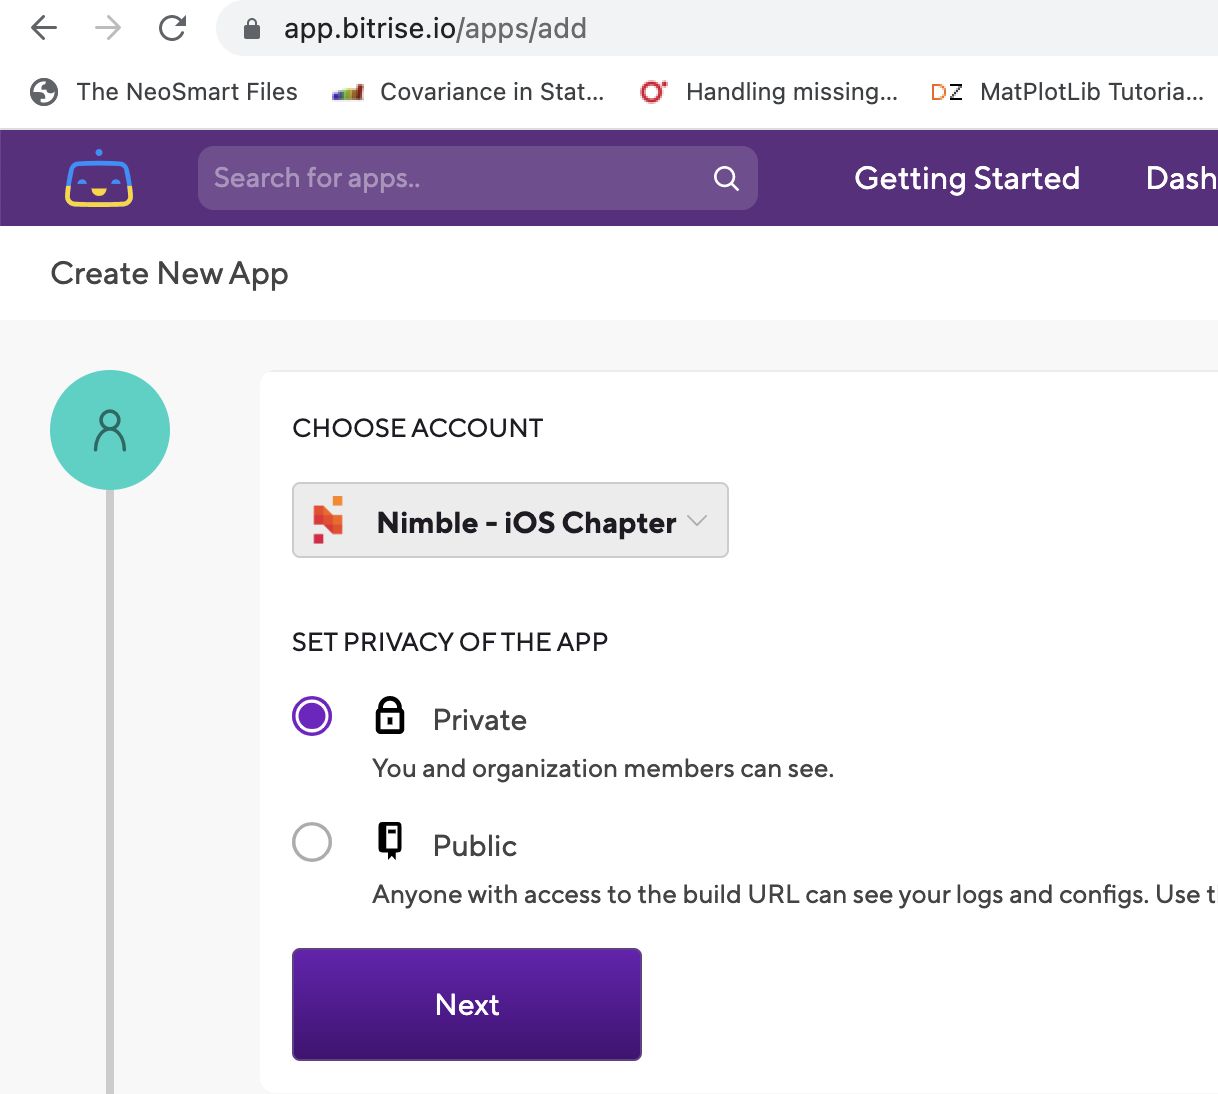 app.bitrise.io/apps/add
The NeoSmart Files Covariance in Stat... Handling missing... DZ MatPlotLib Tutoria...
Search for apps.. Getting Started Dash
Create New App
CHOOSE ACCOUNT
Nimble - iOS Chapter
SET PRIVACY OF THE APP
Private
You and organization members can see.
Public
Anyone with access to the build URL can see your logs and configs. Use t
Next